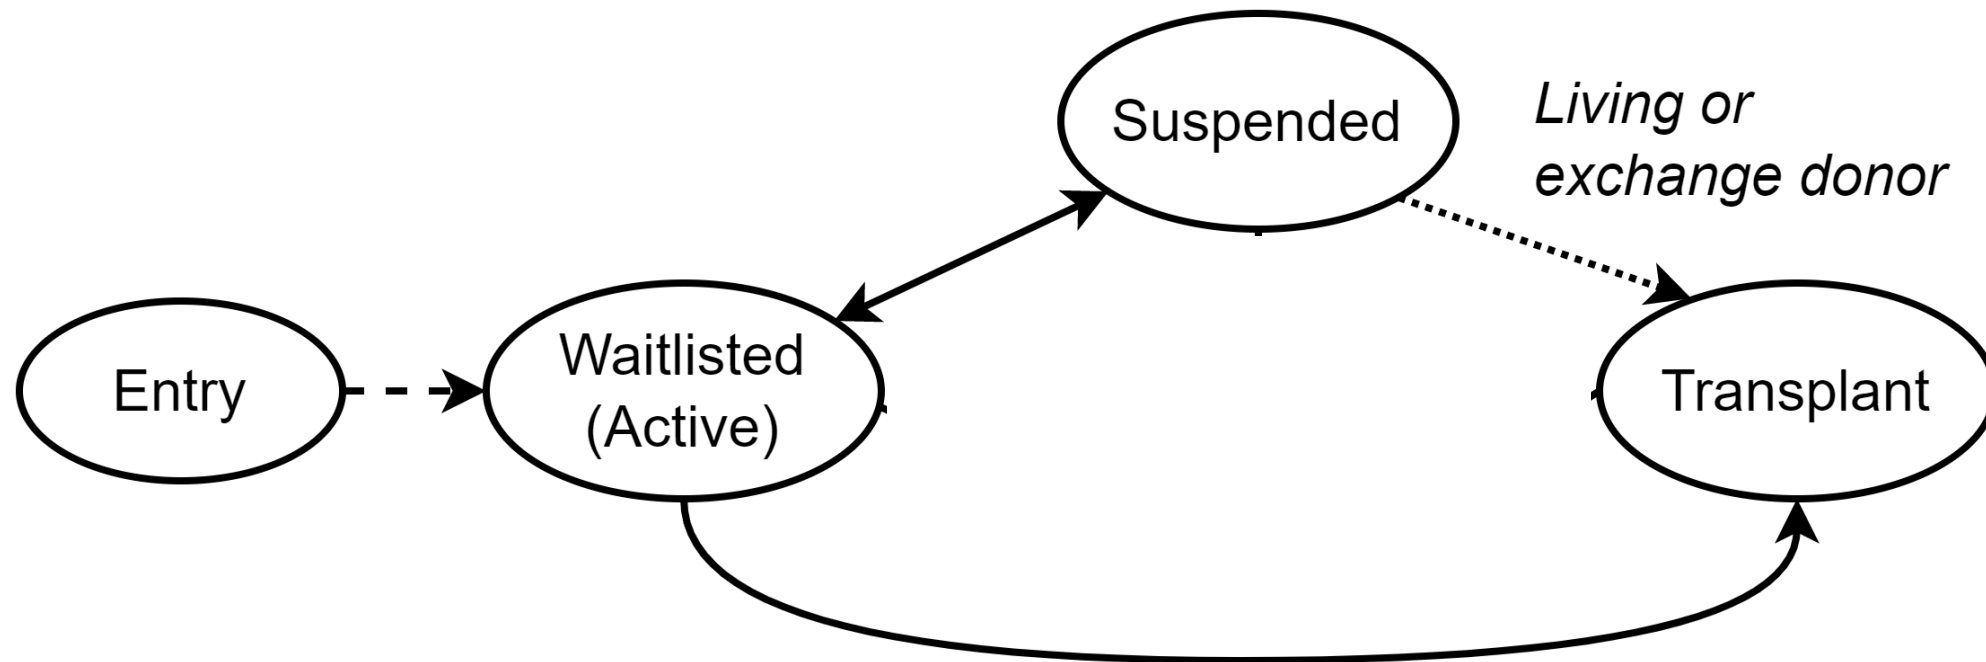 Suspended
Living or
exchange donor
Entry
Waitlisted
(Active)
Transplant